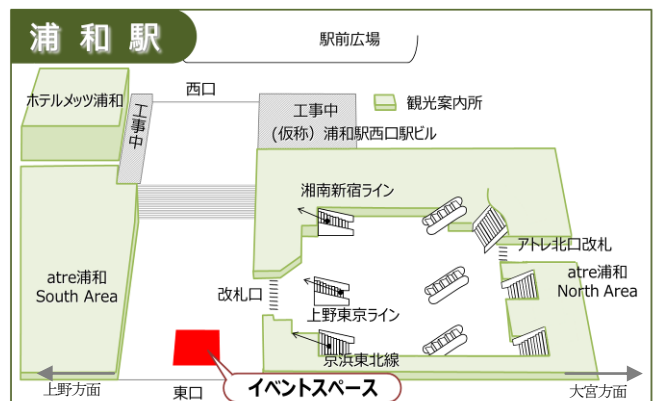 浦和駅
駅前広場
西口
ホテルメッツ浦和
工事中
工事中
(仮称) 浦和駅西口駅ビル
観光案内所
湘南新宿ライン
アトレ北口改札
atre浦和
South Area
改札口
上野東京ライン
atre浦和
North Area
京浜東北線
イベントスペース
上野方面
東口
大宮方面